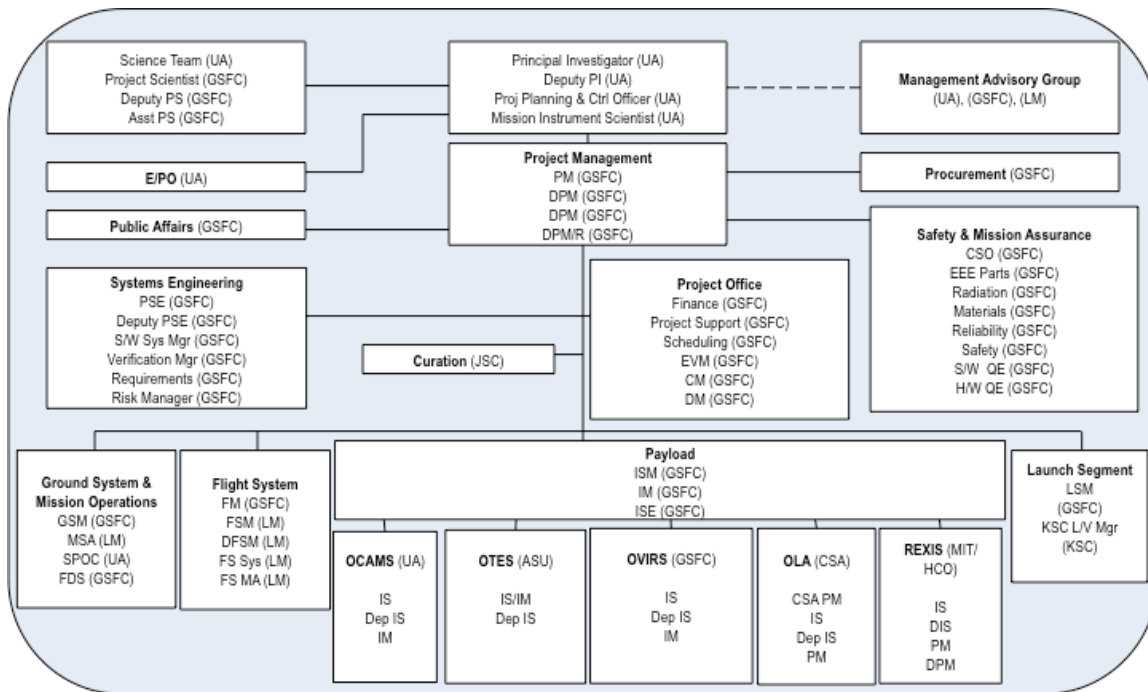 Science Team (UA)
Project Scientist (GSFC)
Deputy PS (GSFC)
Asst PS (GSFC)
Principal Investigator (UA)
Deputy PI (UA)
Proj Planning & Ctrl Officer (UA)
Mission Instrument Scientist (UA)
Management Advisory Group
(UA), (GSFC), (LM)
E/PO (UA)
Project Management
PM (GSFC)
DPM (GSFC)
DPM (GSFC)
DPM/R (GSFC)
Procurement (GSFC)
Public Affairs (GSFC)
Safety & Mission Assurance
CSO (GSFC)
EEE Parts (GSFC)
Radiation (GSFC)
Materials (GSFC)
Reliability (GSFC)
Safety (GSFC)
S/W QE (GSFC)
H/W QE (GSFC)
Systems Engineering
PSE (GSFC)
Deputy PSE (GSFC)
S/W Sys Mgr (GSFC)
Verification Mgr (GSFC)
Requirements (GSFC)
Risk Manager (GSFC)
Project Office
Finance (GSFC)
Project Support (GSFC)
Scheduling (GSFC)
EVM (GSFC)
CM (GSFC)
DM (GSFC)
Curation (JSC)
Ground System &
Mission Operations
GSM (GSFC)
MSA (LM)
SPOC (UA)
FDS (GSFC)
Flight System
FM (GSFC)
FSM (LM)
DFSM (LM)
FS Sys (LM)
FS MA (LM)
Payload
ISM (GSFC)
IM (GSFC)
ISE (GSFC)
Launch Segment
LSM
(GSFC)
KSC L/V Mgr
(KSC)
OCAMS (UA)
IS
Dep IS
IM
OTES (ASU)
IS/IM
Dep IS
OVIRS (GSFC)
IS
Dep IS
IM
OLA (CSA)
CSA PM
IS
Dep IS
PM
REXIS (MIT/
HCO)
IS
DIS
PM
DPM